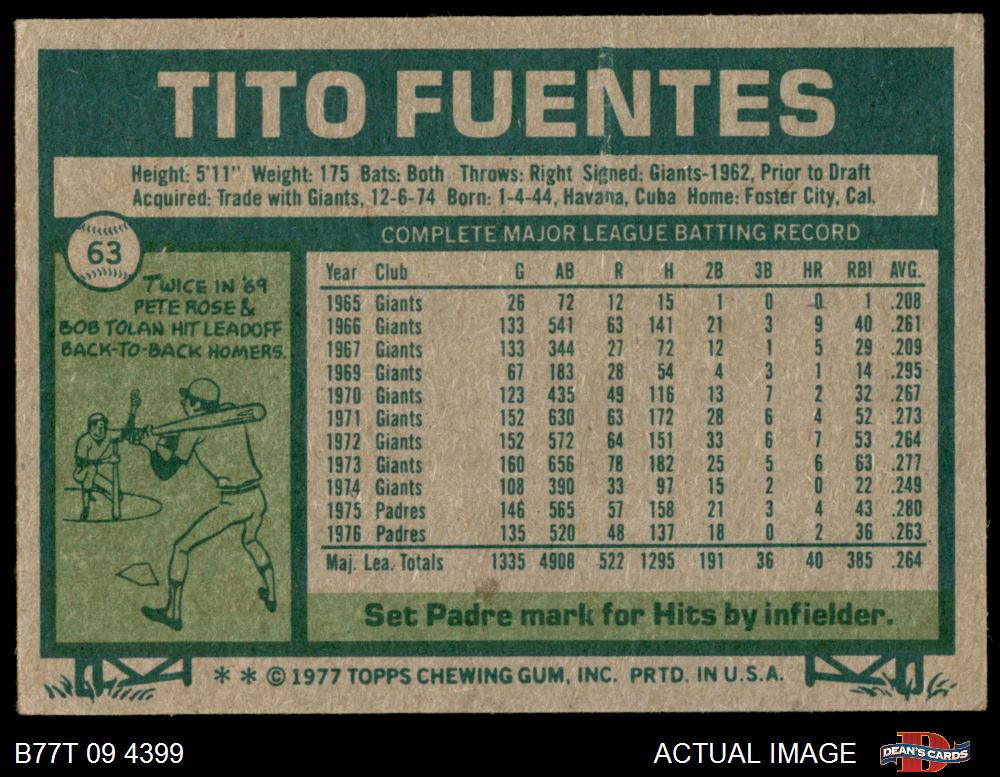 TITO FUENTES
Height: 5'11" Weight: 175 Bats: Both Throws: Right Signed: Giants-1962, Prior to Draft
Acquired: Trade with Giants, 12-6-74 Born: 1-4-44, Havana, Cuba Home: Foster City, Cal.
63
TWICE IN '69
PETE ROSE &
BOB TOLAN HIT LEADOFF
BACK-TO-BACK HOMERS.
COMPLETE MAJOR LEAGUE BATTING RECORD
Year Club G AB R H 2B 3B HR RBI AVG.
1965 Giants 26 72 12 15 1 0 0 1 .208
1966 Giants 133 541 63 141 21 3 9 40 .261
1967 Giants 133 344 27 72 12 1 5 29 .209
1969 Giants 67 183 28 54 4 3 1 14 .295
1970 Giants 123 435 49 116 13 7 2 32 .267
1971 Giants 152 630 63 172 28 6 4 52 .273
1972 Giants 152 572 64 151 33 6 7 53 .264
1973 Giants 160 656 78 182 25 5 6 63 .277
1974 Giants 108 390 33 97 15 2 0 22 .249
1975 Padres 146 565 57 158 21 3 4 43 .280
1976 Padres 135 520 48 137 18 0 2 36 .263
Maj. Lea. Totals 1335 4908 522 1295 191 36 40 385 .264
Set Padre mark for Hits by infielder.
* * © 1977 TOPPS CHEWING GUM, INC. PRTD. IN U.S.A.
B77T 09 4399
ACTUAL IMAGE
D
DEAN'S CARDS